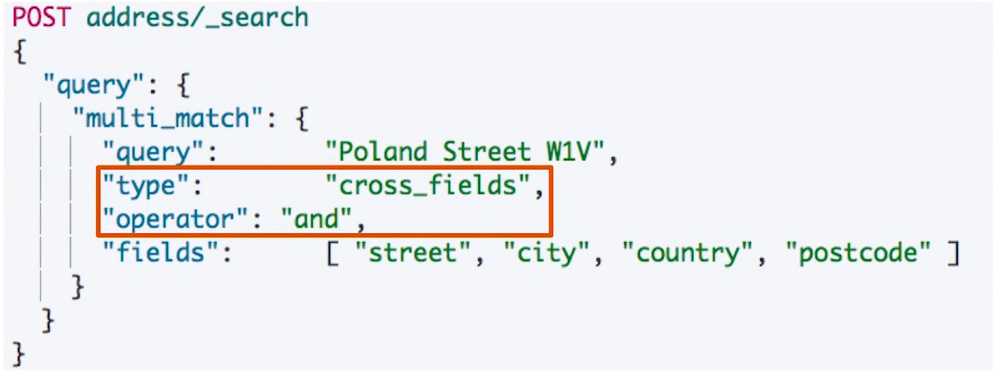 POST address/_search
{
  "query": {
    "multi_match": {
      "query":       "Poland Street W1V",
      "type":        "cross_fields",
      "operator": "and",
      "fields":      [ "street", "city", "country", "postcode" ]
    }
  }
}